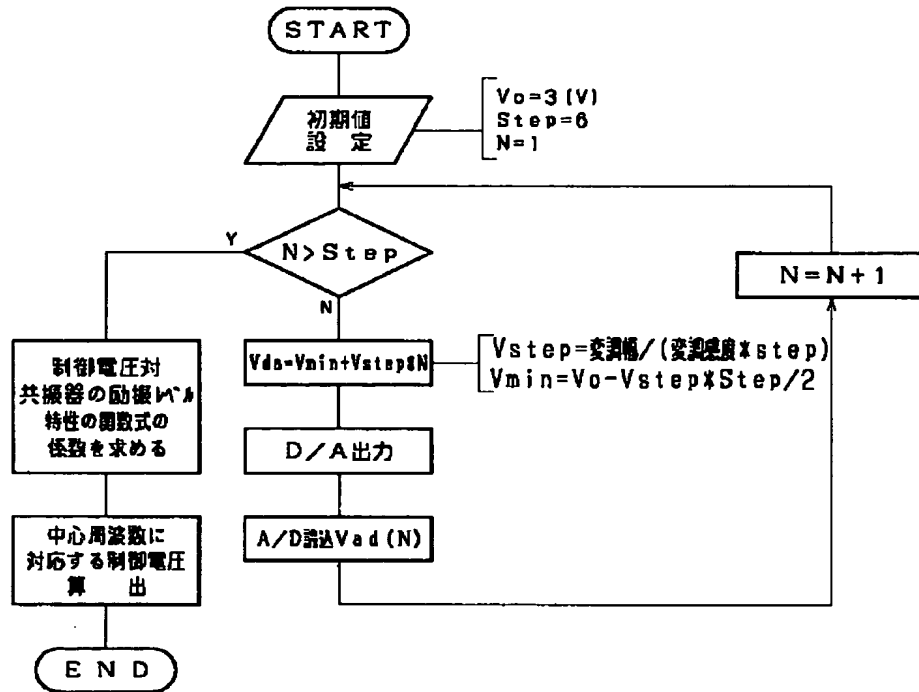 START
初期値
設 定
Vo=3(V)
Step=6
N=1
N>Step
Y
N
N=N+1
Vda=Vmin+Vstep*N
Vstep=変調幅/(変調感度*step)
Vmin=Vo-Vstep*Step/2
D/A出力
A/D読込Vad(N)
制御電圧対
共振器の励振レベル
特性の関数式の
係数を求める
中心周波数に
対応する制御電圧
算 出
END